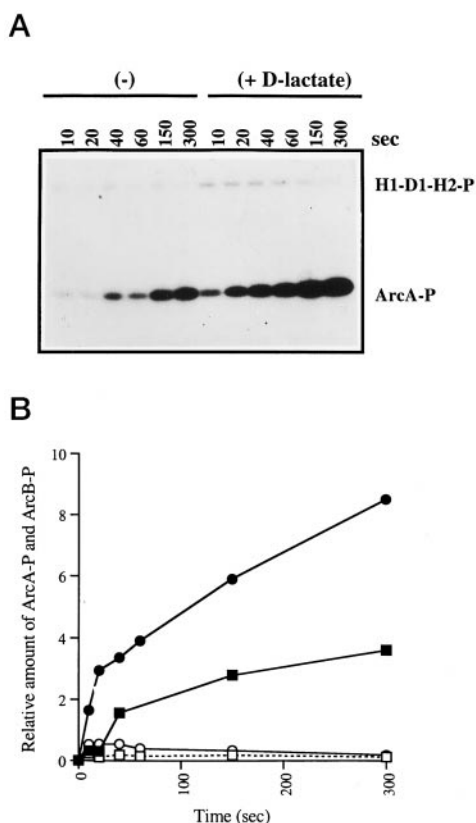 A
(-) (+ D-lactate)
10 20 40 60 150 300 10 20 40 60 150 300 sec
H1-D1-H2-P
ArcA-P
B
Relative amount of ArcA-P and ArcB-P
10
8
6
4
2
0
0 100 200 300
Time (sec)